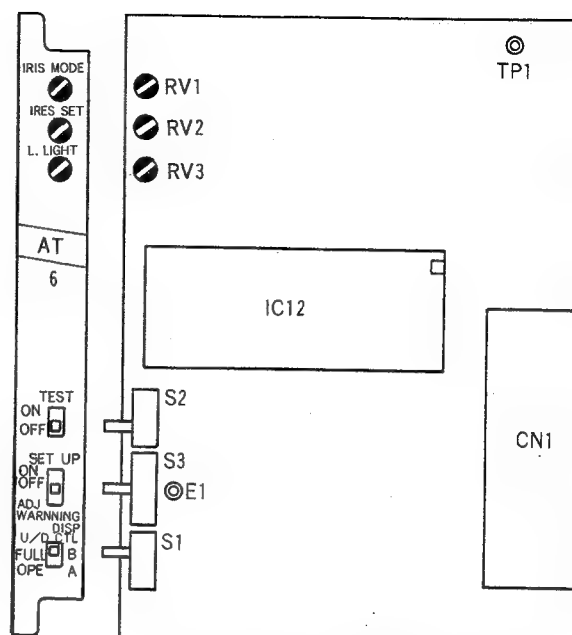 IRIS MODE
IRES SET
L. LIGHT
AT
6
TEST
ON
OFF
SET UP
ON
OFF
ADJ
WARNNING
DISP
U/D CTL
FULL B
OPE A
TP1
RV1
RV2
RV3
IC12
S2
S3
E1
S1
CN1